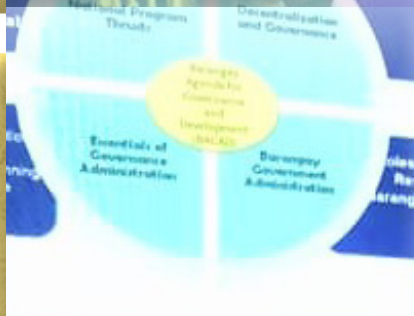 National Program
Thrusts
Decentralization
and Governance
Barangay
Agenda for
Governance
and
Development
Essentials of
Governance
Administration
Barangay
Government
Administration